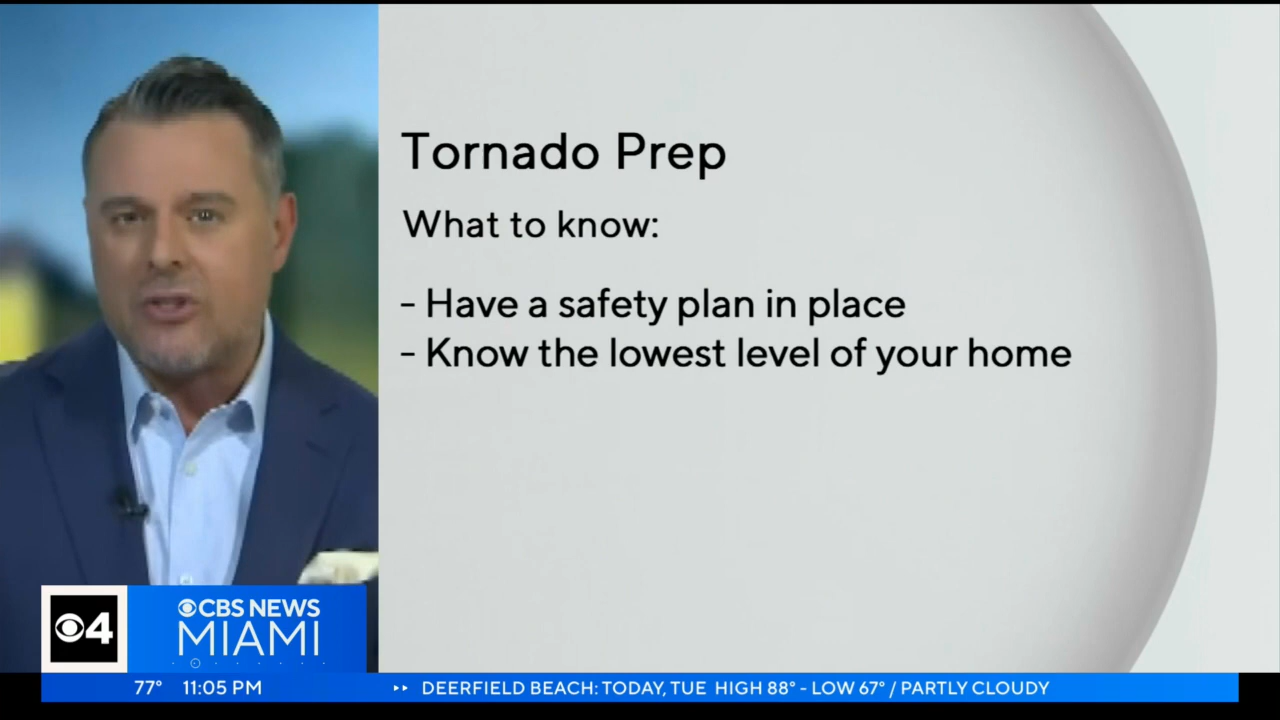 Tornado Prep
What to know:
- Have a safety plan in place
- Know the lowest level of your home
4
CBS NEWS
MIAMI
77° 11:05 PM
DEERFIELD BEACH: TODAY, TUE HIGH 88° - LOW 67° / PARTLY CLOUDY